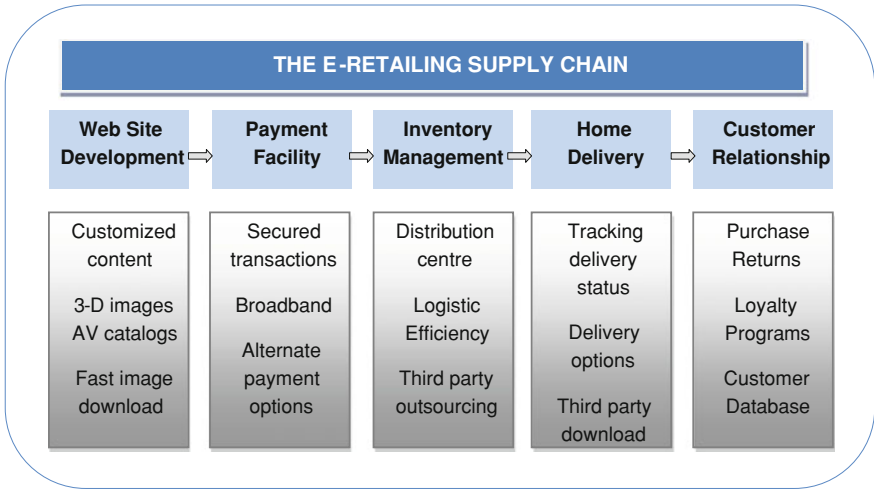 THE E-RETAILING SUPPLY CHAIN
Web Site
Development
Payment
Facility
Inventory
Management
Home
Delivery
Customer
Relationship
Customized
content
3-D images
AV catalogs
Fast image
download
Secured
transactions
Broadband
Alternate
payment
options
Distribution
centre
Logistic
Efficiency
Third party
outsourcing
Tracking
delivery
status
Delivery
options
Third party
download
Purchase
Returns
Loyalty
Programs
Customer
Database